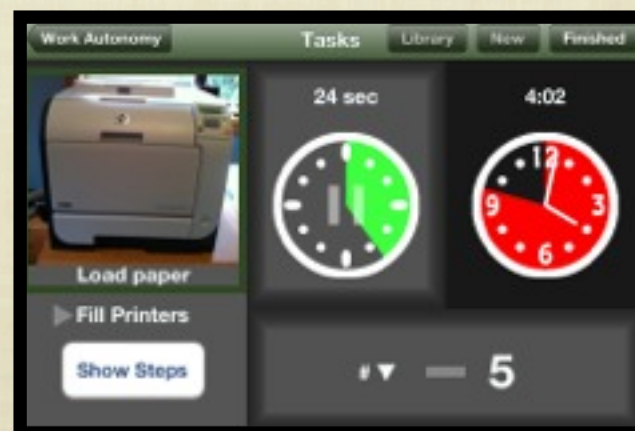 Work Autonomy Tasks Library New Finished
24 sec 4:02
0
12
9 3
6
Load paper
Fill Printers
Show Steps
# ▼ — 5